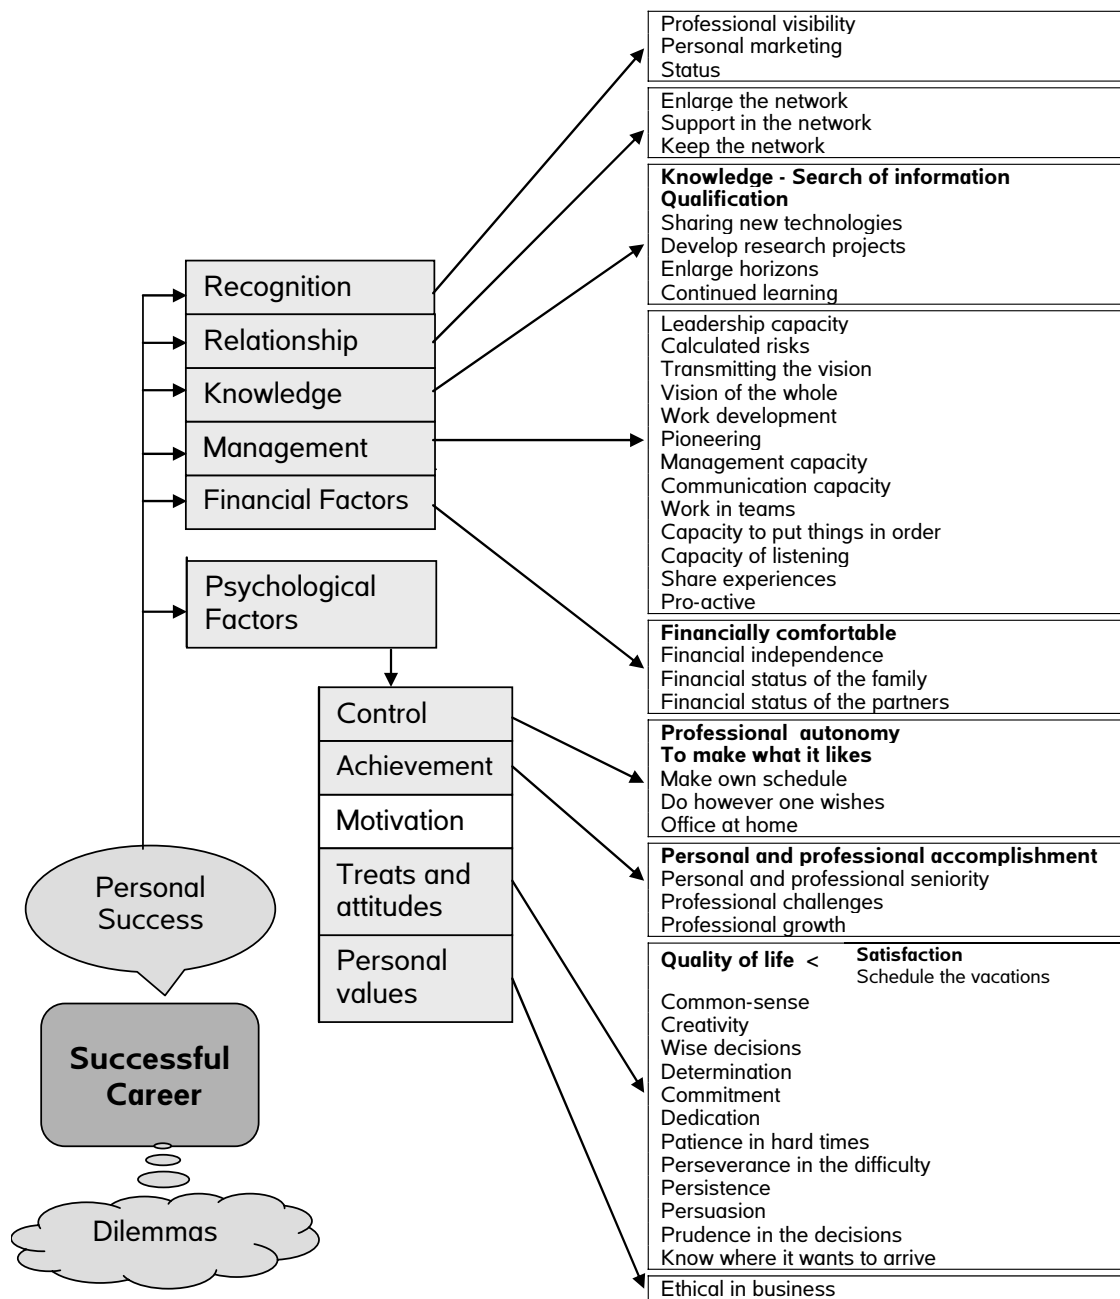 Professional visibility
Personal marketing
Status
Enlarge the network
Support in the network
Keep the network
Knowledge - Search of information
Qualification
Sharing new technologies
Develop research projects
Enlarge horizons
Continued learning
Recognition
Relationship
Knowledge
Management
Financial Factors
Psychological
Factors
Leadership capacity
Calculated risks
Transmitting the vision
Vision of the whole
Work development
Pioneering
Management capacity
Communication capacity
Work in teams
Capacity to put things in order
Capacity of listening
Share experiences
Pro-active
Financially comfortable
Financial independence
Financial status of the family
Financial status of the partners
Control
Achievement
Motivation
Treats and
attitudes
Personal
values
Professional autonomy
To make what it likes
Make own schedule
Do however one wishes
Office at home
Personal and professional accomplishment
Personal and professional seniority
Professional challenges
Professional growth
Quality of life <
Satisfaction
Schedule the vacations
Common-sense
Creativity
Wise decisions
Determination
Commitment
Dedication
Patience in hard times
Perseverance in the difficulty
Persistence
Persuasion
Prudence in the decisions
Know where it wants to arrive
Ethical in business
Personal
Success
Successful
Career
Dilemmas